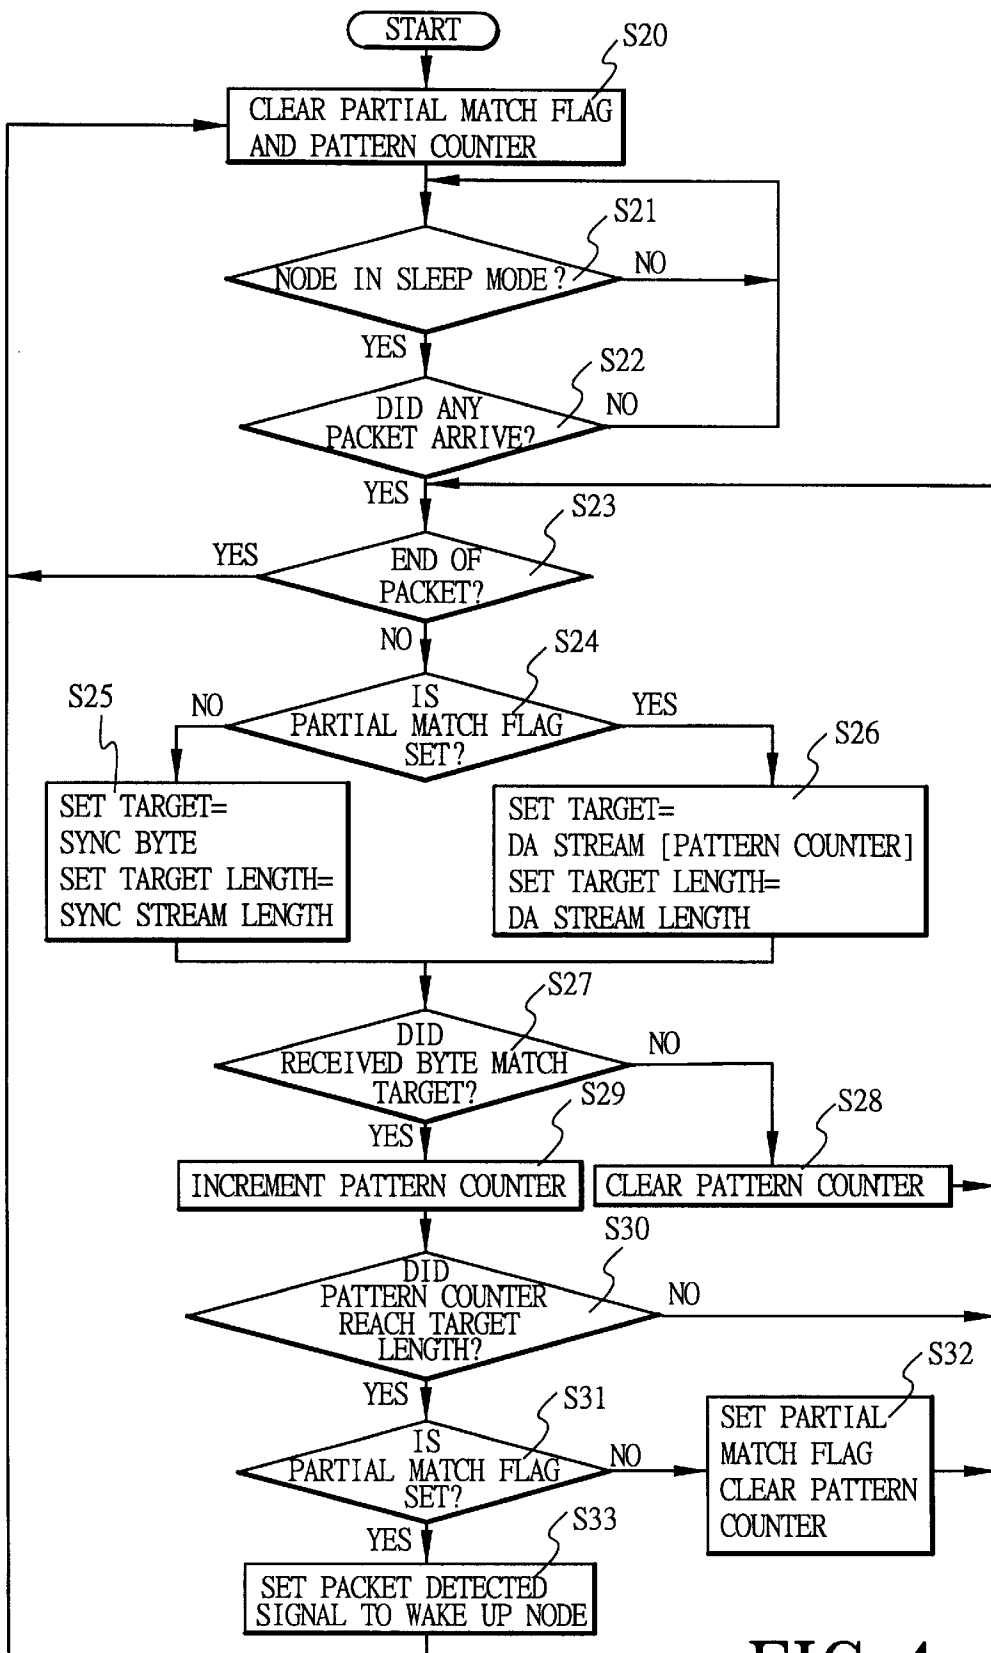 START
S20
CLEAR PARTIAL MATCH FLAG
AND PATTERN COUNTER
S21
NODE IN SLEEP MODE?
NO
YES
S22
DID ANY
PACKET ARRIVE?
NO
YES
S23
END OF
PACKET?
YES
NO
S24
IS
PARTIAL MATCH FLAG
SET?
NO
YES
S25
SET TARGET=
SYNC BYTE
SET TARGET LENGTH=
SYNC STREAM LENGTH
S26
SET TARGET=
DA STREAM [PATTERN COUNTER]
SET TARGET LENGTH=
DA STREAM LENGTH
S27
DID
RECEIVED BYTE MATCH
TARGET?
NO
YES
S29
INCREMENT PATTERN COUNTER
S28
CLEAR PATTERN COUNTER
S30
DID
PATTERN COUNTER
REACH TARGET
LENGTH?
NO
YES
S31
IS
PARTIAL MATCH FLAG
SET?
NO
YES
S32
SET PARTIAL
MATCH FLAG
CLEAR PATTERN
COUNTER
S33
SET PACKET DETECTED
SIGNAL TO WAKE UP NODE
FIG. 4